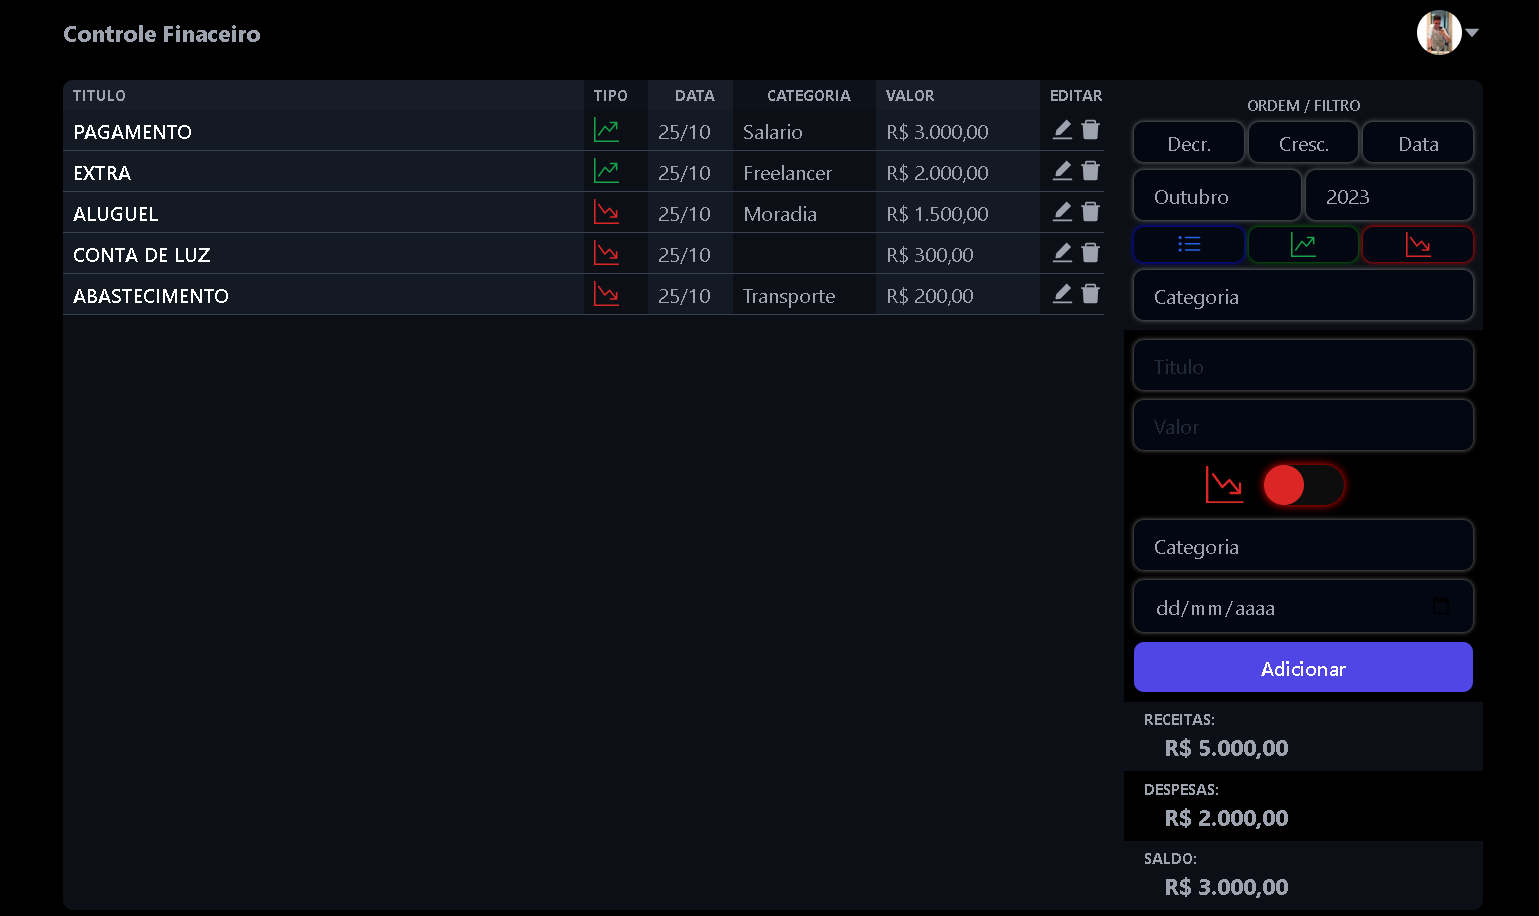 Controle Finaceiro
TITULO TIPO DATA CATEGORIA VALOR EDITAR
PAGAMENTO 25/10 Salario R$ 3.000,00
EXTRA 25/10 Freelancer R$ 2.000,00
ALUGUEL 25/10 Moradia R$ 1.500,00
CONTA DE LUZ 25/10 R$ 300,00
ABASTECIMENTO 25/10 Transporte R$ 200,00
ORDEM / FILTRO
Decr. Cresc. Data
Outubro 2023
Categoria
Titulo
Valor
Categoria
dd/mm/aaaa
Adicionar
RECEITAS:
R$ 5.000,00
DESPESAS:
R$ 2.000,00
SALDO:
R$ 3.000,00